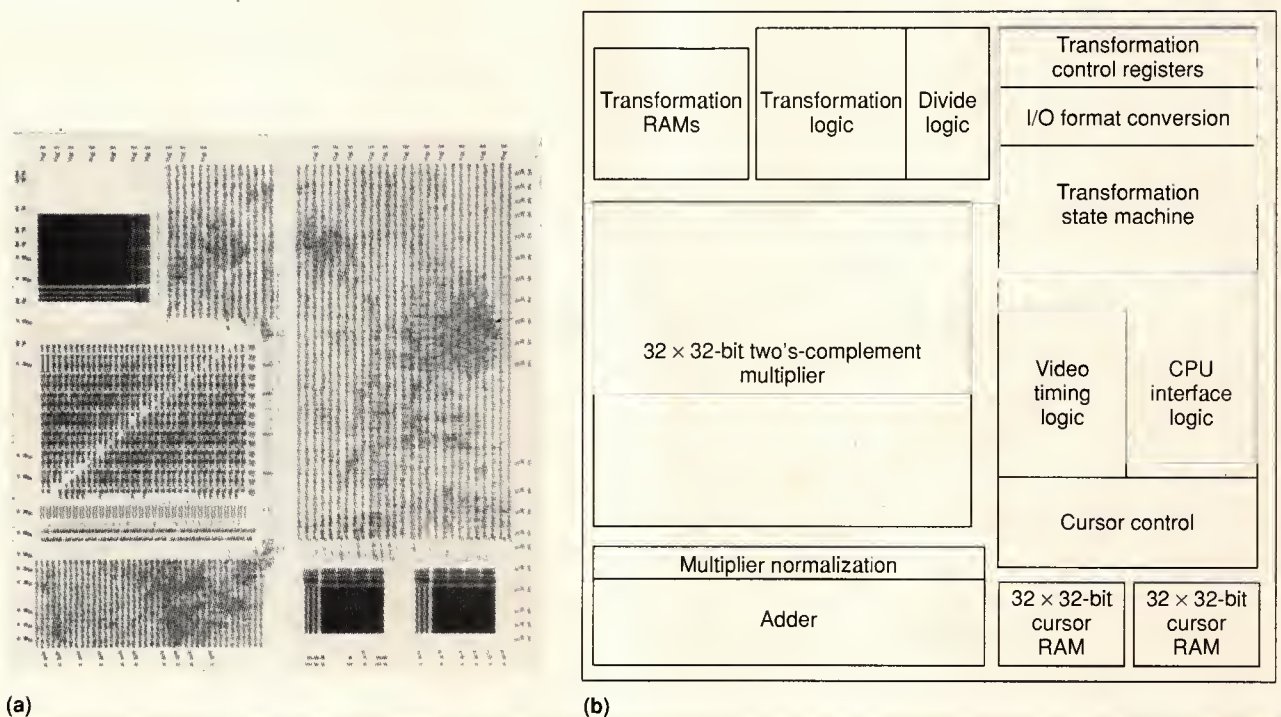 Transformation
RAMs
Transformation
logic
Divide
logic
Transformation
control registers
I/O format conversion
Transformation
state machine
32 × 32-bit two's-complement
multiplier
Video
timing
logic
CPU
interface
logic
Cursor control
Multiplier normalization
Adder
32 × 32-bit
cursor
RAM
32 × 32-bit
cursor
RAM
(a)
(b)